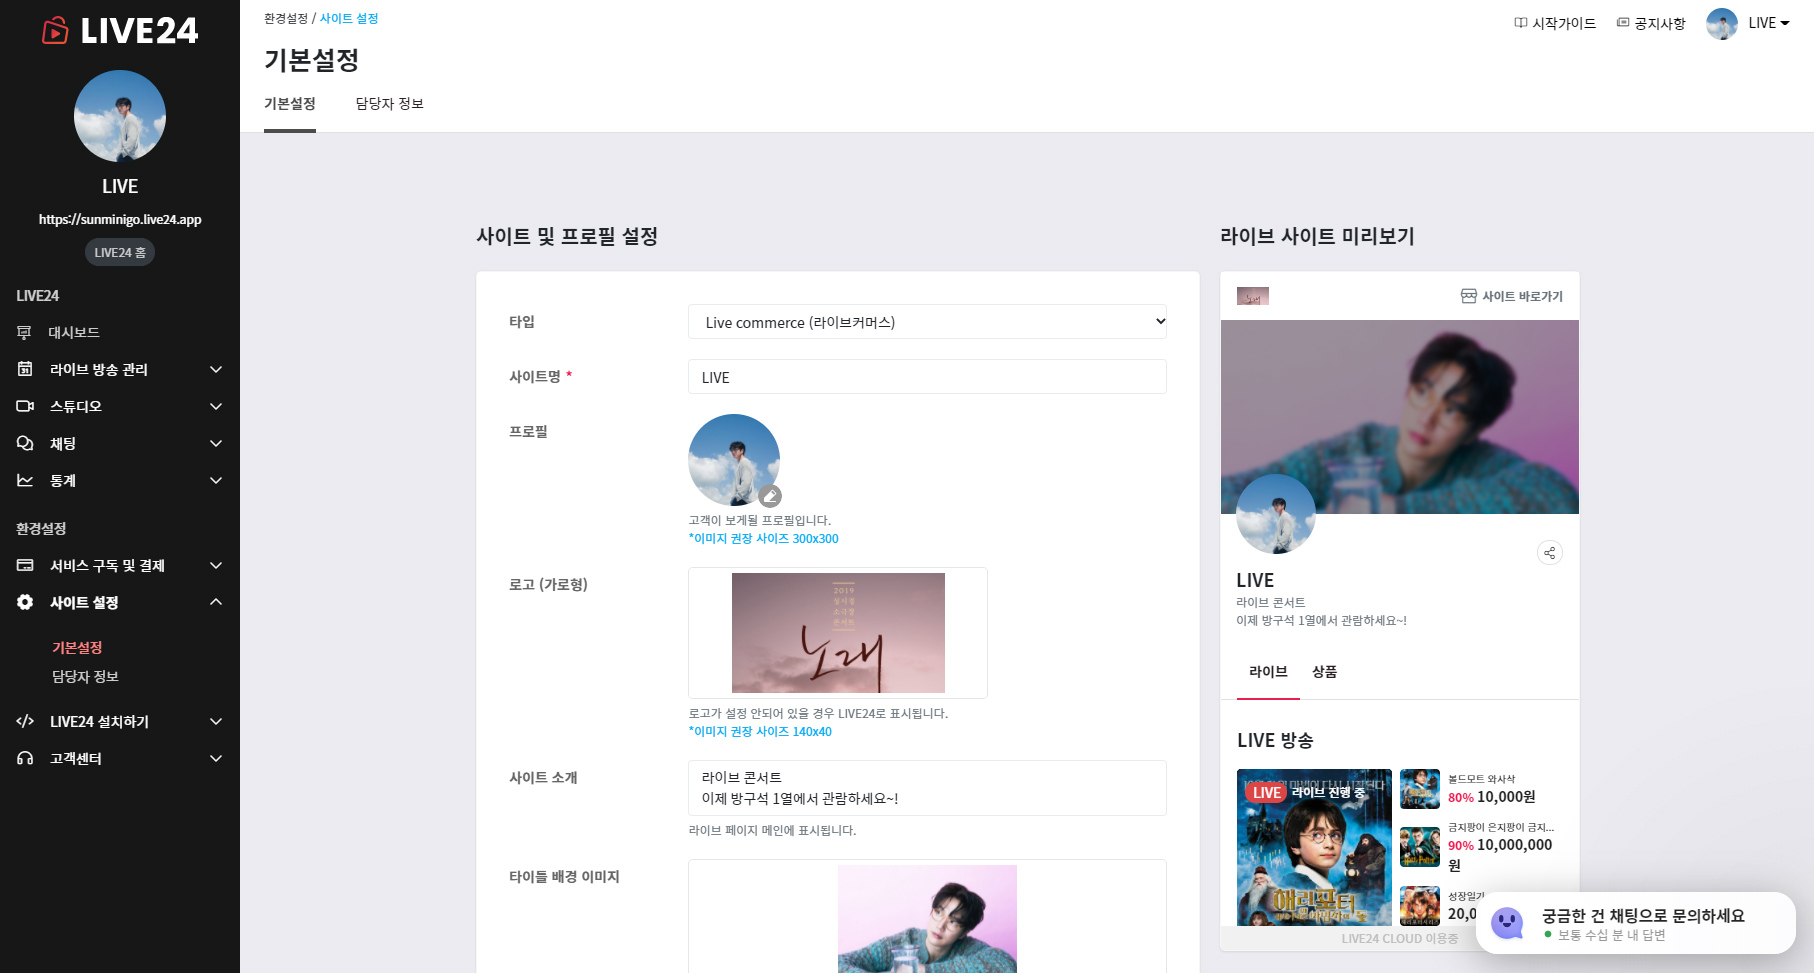 LIVE24
LIVE
https://sunminigo.live24.app
LIVE24 홈
LIVE24
대시보드
라이브 방송 관리
스튜디오
채팅
통계
환경설정
서비스 구독 및 결제
사이트 설정
기본설정
담당자 정보
LIVE24 설치하기
고객센터
환경설정 / 사이트 설정
시작가이드
공지사항
LIVE
기본설정
기본설정
담당자 정보
사이트 및 프로필 설정
타입
Live commerce (라이브커머스)
사이트명 *
LIVE
프로필
고객이 보게될 프로필입니다.
*이미지 권장 사이즈 300x300
로고 (가로형)
2019
콘서트
노래
로고가 설정 안되어 있을 경우 LIVE24로 표시됩니다.
*이미지 권장 사이즈 140x40
사이트 소개
라이브 콘서트
이제 방구석 1열에서 관람하세요~!
라이브 페이지 메인에 표시됩니다.
타이틀 배경 이미지
라이브 사이트 미리보기
사이트 바로가기
LIVE
라이브 콘서트
이제 방구석 1열에서 관람하세요~!
라이브
상품
LIVE 방송
LIVE 라이브 진행 중
해리포터
볼드모트 와사삭
80% 10,000원
금지팡이 은지팡이 금지...
90% 10,000,000
원
성장일기
20,0
LIVE24 CLOUD 이용중
궁금한 건 채팅으로 문의하세요
보통 수십 분 내 답변